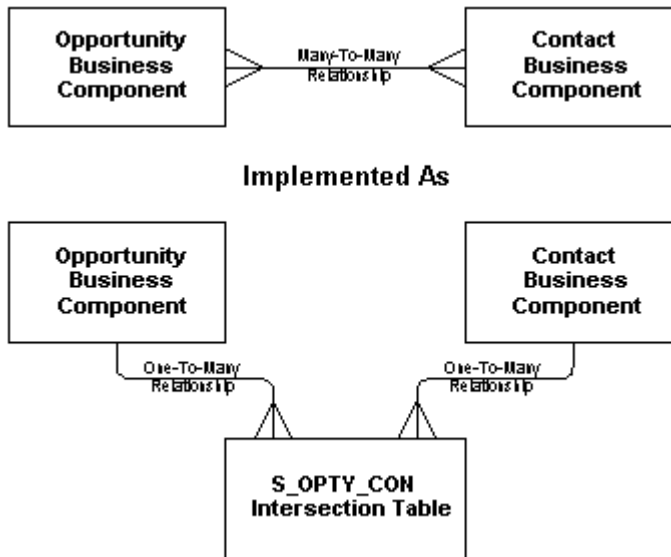 Opportunity
Business
Component
Many-To-Many
Relationship
Contact
Business
Component
Implemented As
Opportunity
Business
Component
Contact
Business
Component
One-To-Many
Relationship
One-To-Many
Relationship
S_OPTY_CON
Intersection Table